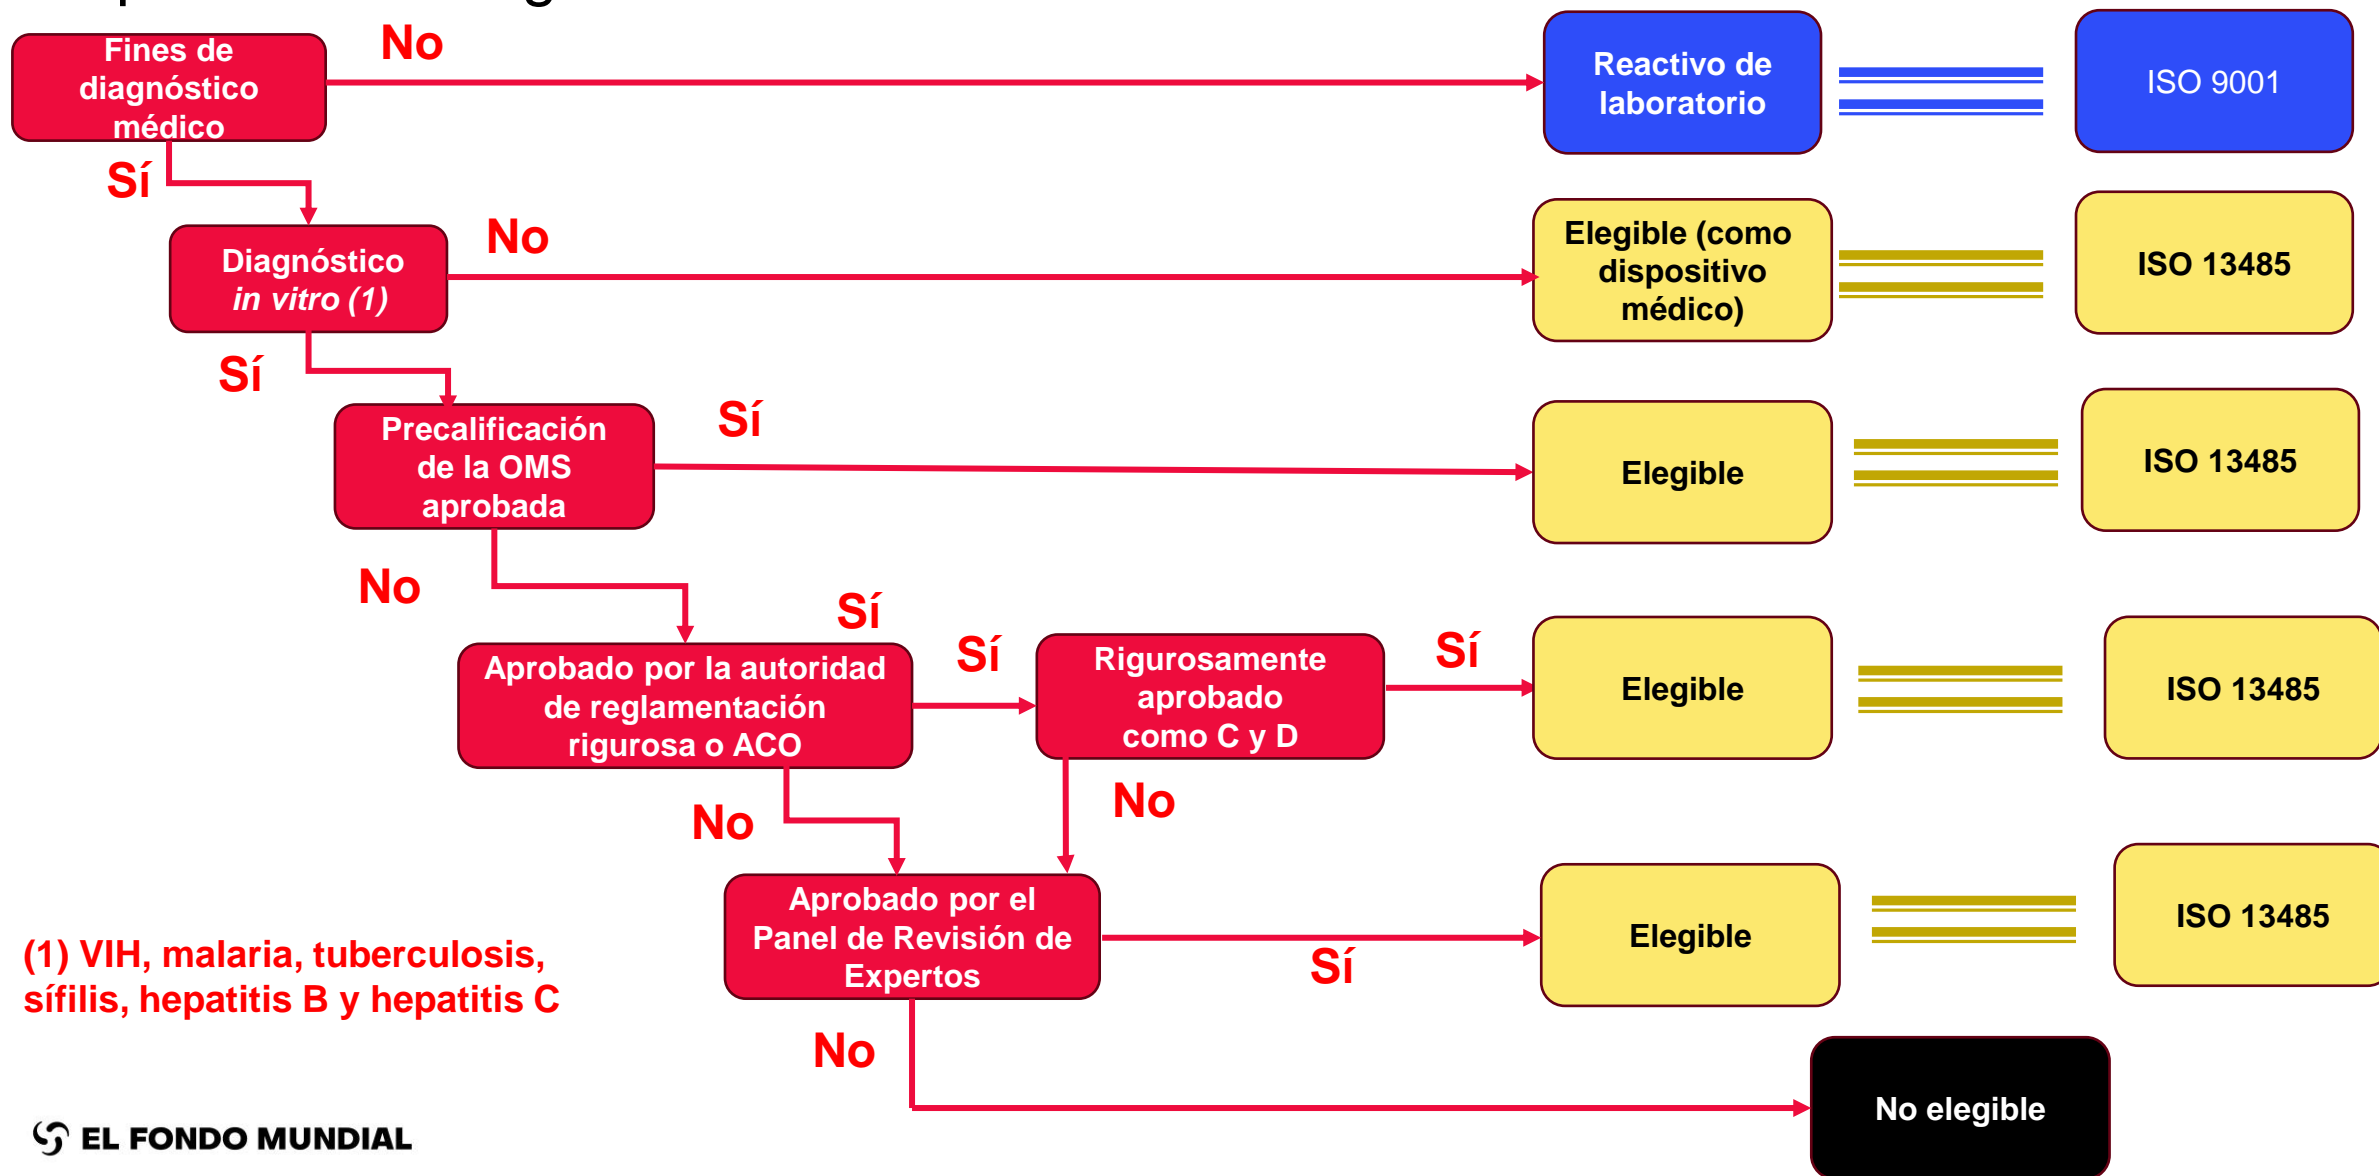 No
Fines de
diagnóstico
médico
Reactivo de
laboratorio
ISO 9001
Sí
No
Diagnóstico
in vitro (1)
Elegible (como
dispositivo
médico)
ISO 13485
Sí
Sí
Precalificación
de la OMS
aprobada
Elegible
ISO 13485
No
Sí
Sí
Sí
Aprobado por la autoridad
de reglamentación
rigurosa o ACO
Rigurosamente
aprobado
como C y D
Elegible
ISO 13485
No
No
Aprobado por el
Panel de Revisión de
Expertos
Sí
Elegible
ISO 13485
(1) VIH, malaria, tuberculosis,
sífilis, hepatitis B y hepatitis C
No
No elegible
EL FONDO MUNDIAL